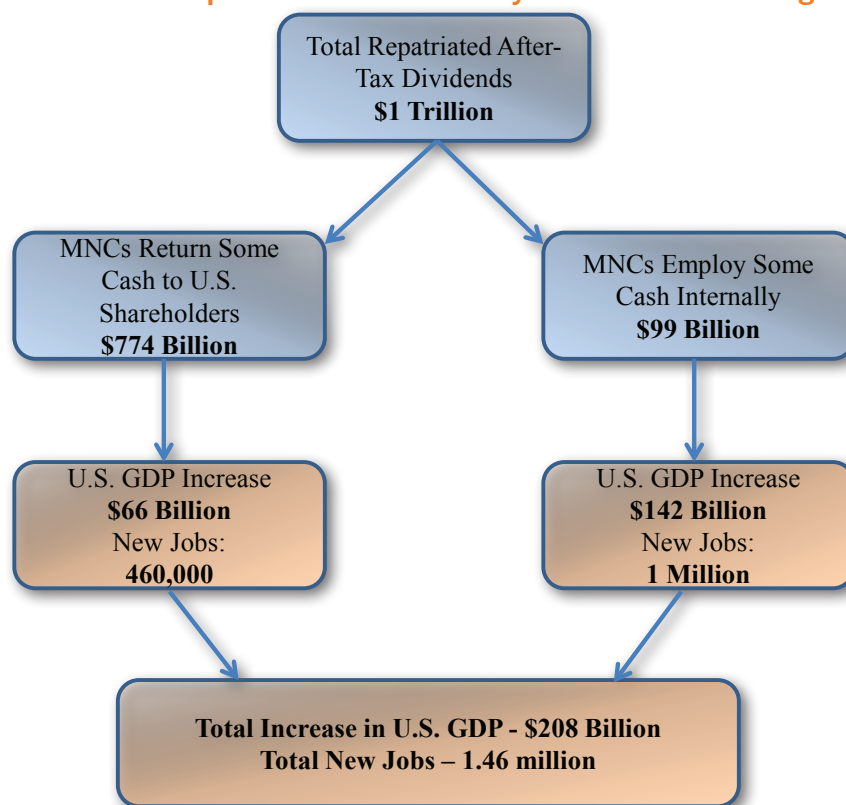 Total Repatriated After-
Tax Dividends
$1 Trillion
MNCs Return Some
Cash to U.S.
Shareholders
$774 Billion
MNCs Employ Some
Cash Internally
$99 Billion
U.S. GDP Increase
$66 Billion
New Jobs:
460,000
U.S. GDP Increase
$142 Billion
New Jobs:
1 Million
Total Increase in U.S. GDP - $208 Billion
Total New Jobs – 1.46 million